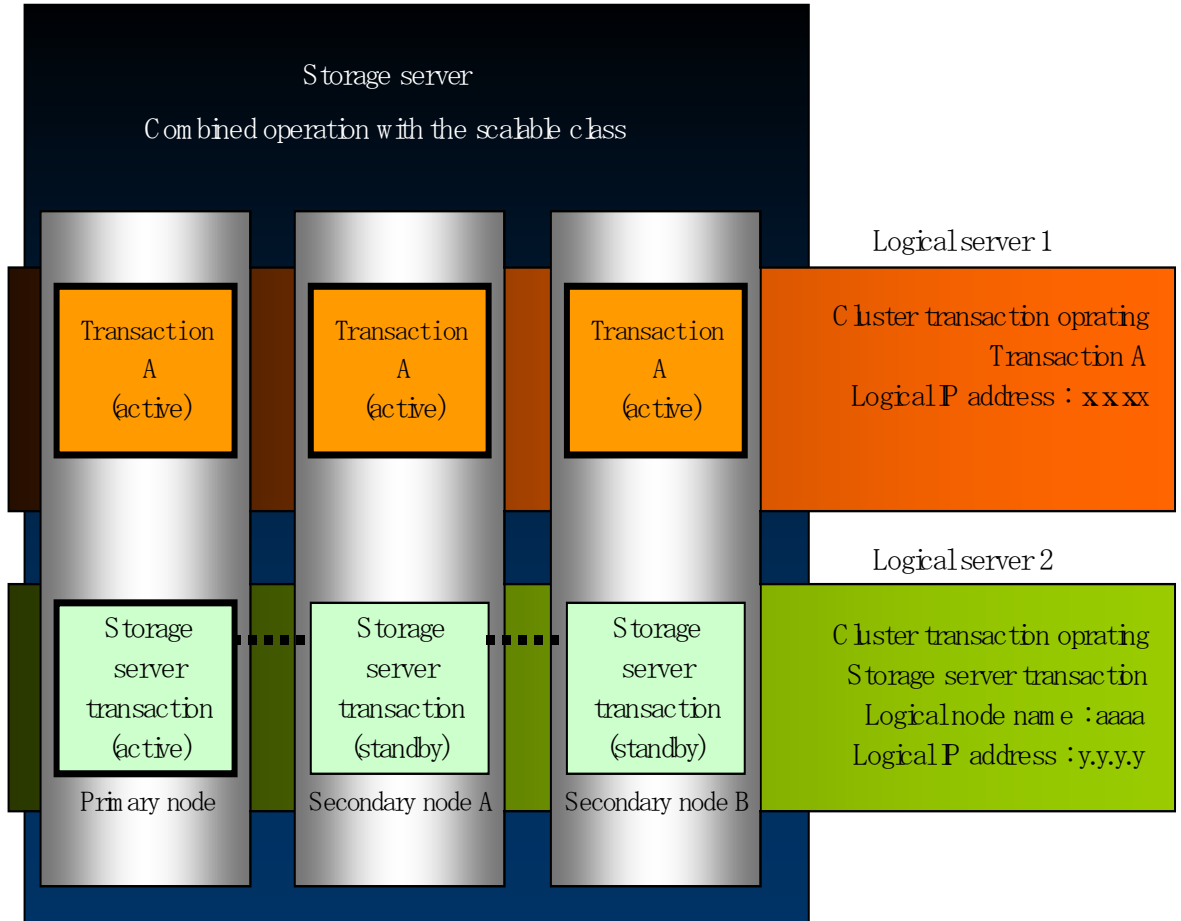 Storage server
Combined operation with the scalable class
Logical server 1
Transaction
A
(active)
Transaction
A
(active)
Transaction
A
(active)
Cluster transaction oprating
Transaction A
Logical IP address : x x xx
Logical server 2
Storage
server
transaction
(active)
Primary node
Storage
server
transaction
(standby)
Secondary node A
Storage
server
transaction
(standby)
Secondary node B
Cluster transaction oprating
Storage server transaction
Logical node name : aaaa
Logical IP address : y.y.y.y